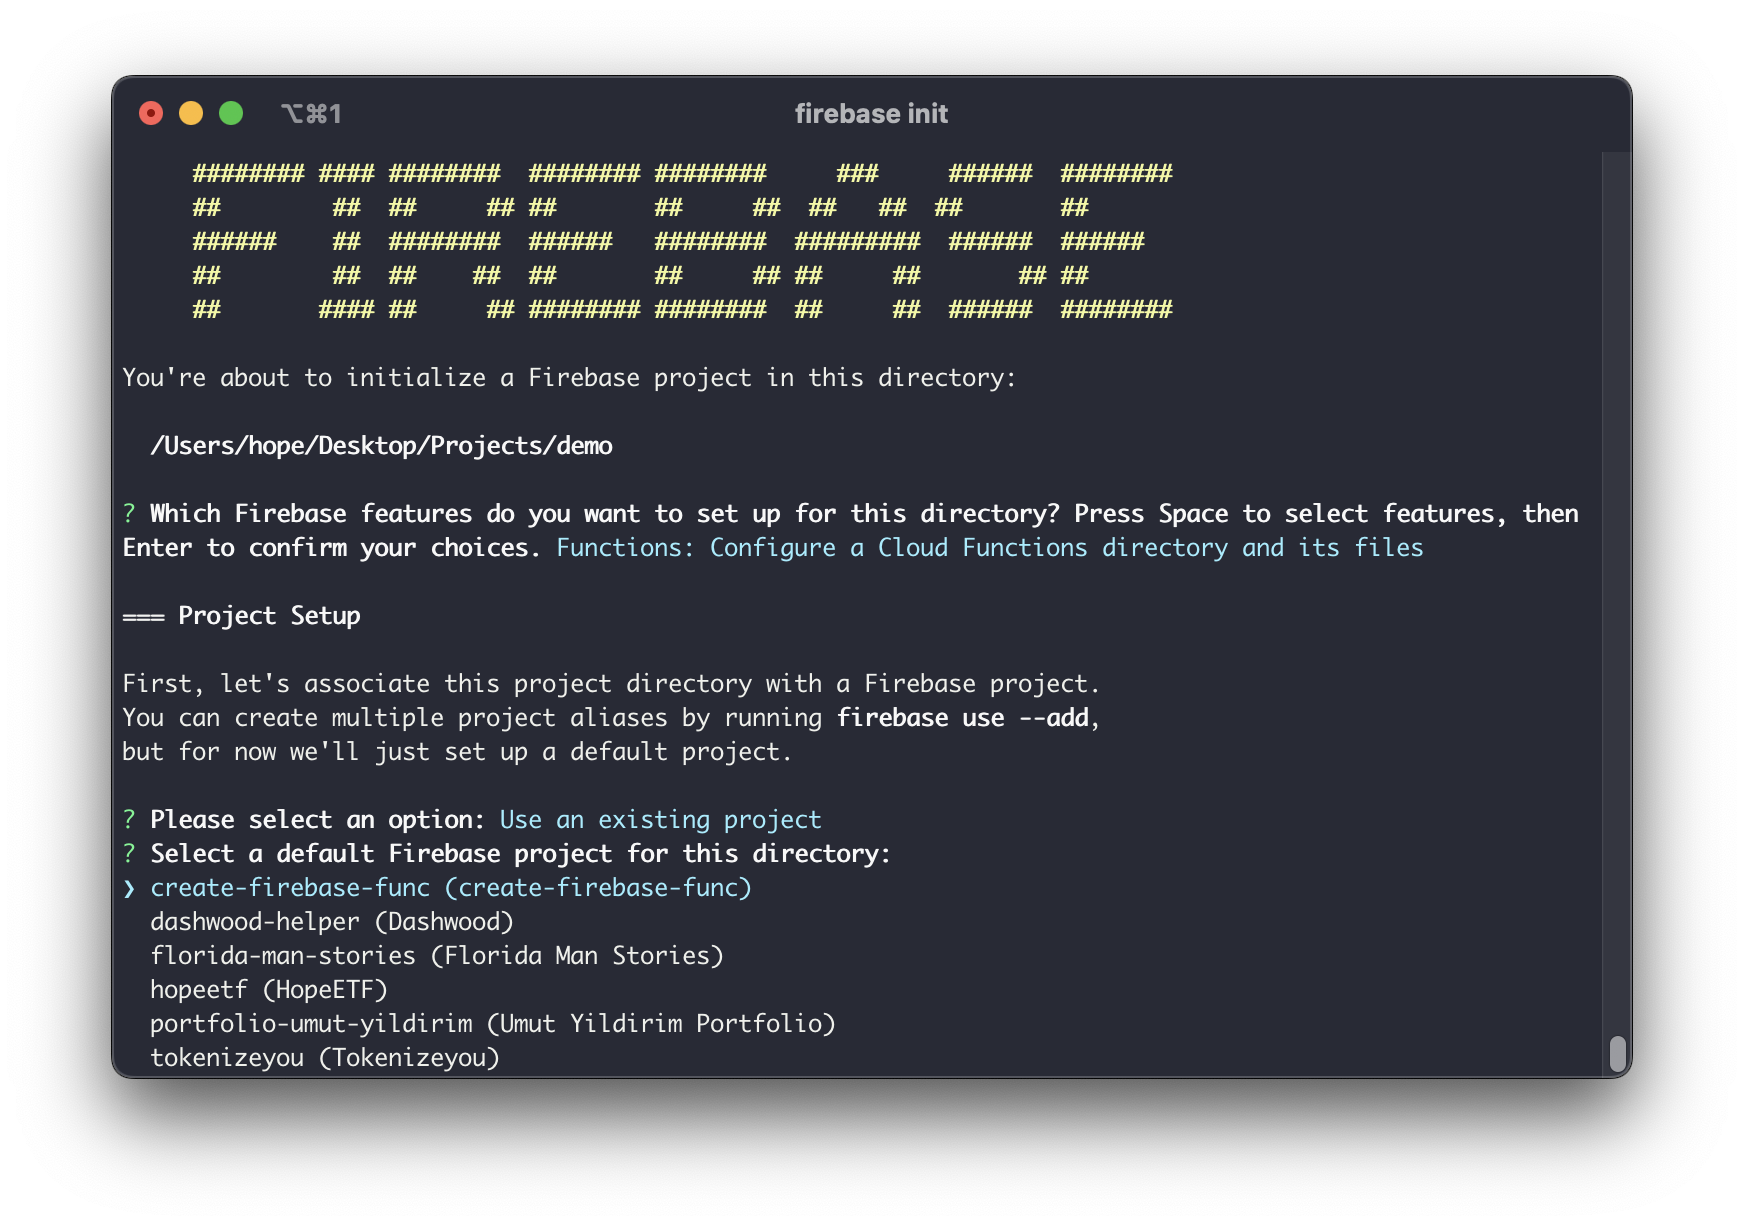 ⌥⌘1
firebase init
     ######## #### ########  ######## ########     ###     ######  ########
     ##        ##  ##     ## ##       ##     ##  ##   ##  ##       ##
     ######    ##  ########  ######   ########  #########  ######  ######
     ##        ##  ##    ##  ##       ##     ## ##     ##       ## ##
     ##       #### ##     ## ######## ########  ##     ##  ######  ########
You're about to initialize a Firebase project in this directory:
/Users/hope/Desktop/Projects/demo
? Which Firebase features do you want to set up for this directory? Press Space to select features, then
Enter to confirm your choices. Functions: Configure a Cloud Functions directory and its files
=== Project Setup
First, let's associate this project directory with a Firebase project.
You can create multiple project aliases by running firebase use --add,
but for now we'll just set up a default project.
? Please select an option: Use an existing project
? Select a default Firebase project for this directory:
❯ create-firebase-func (create-firebase-func)
dashwood-helper (Dashwood)
florida-man-stories (Florida Man Stories)
hopeetf (HopeETF)
portfolio-umut-yildirim (Umut Yildirim Portfolio)
tokenizeyou (Tokenizeyou)